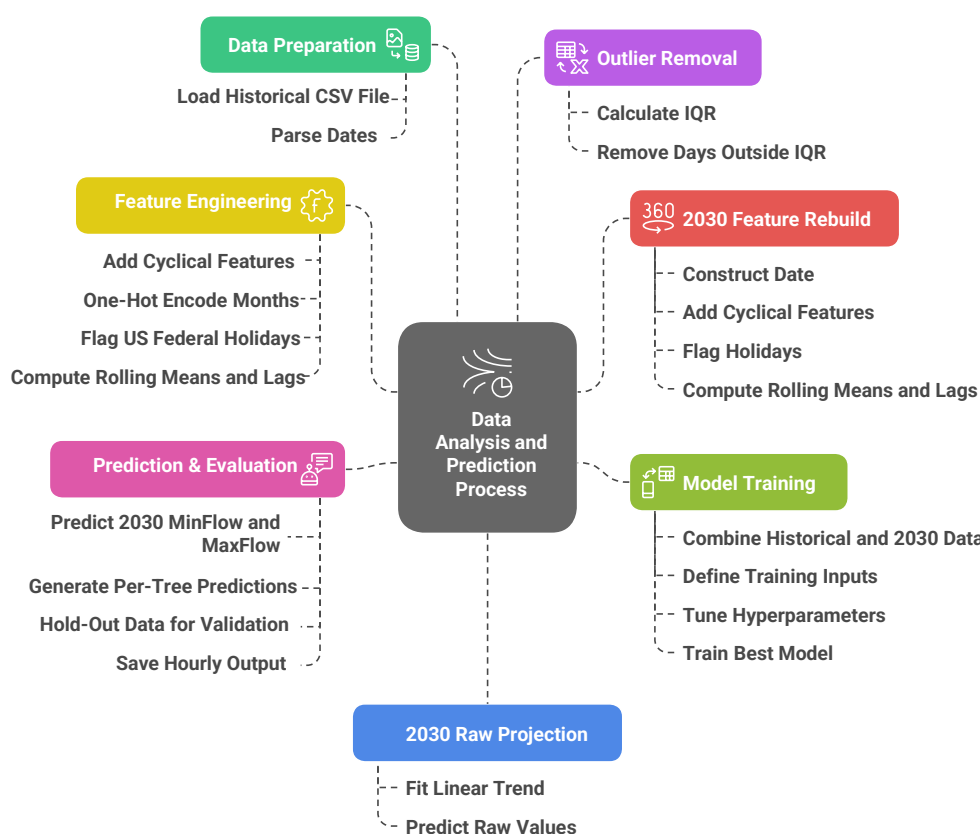 Data Preparation
Load Historical CSV File
Parse Dates
Outlier Removal
Calculate IQR
Remove Days Outside IQR
Feature Engineering
Add Cyclical Features
One-Hot Encode Months
Flag US Federal Holidays
Compute Rolling Means and Lags
360
2030 Feature Rebuild
Construct Date
Add Cyclical Features
Flag Holidays
Compute Rolling Means and Lags
Data
Analysis and
Prediction
Process
Prediction & Evaluation
Predict 2030 MinFlow and
MaxFlow
Generate Per-Tree Predictions
Hold-Out Data for Validation
Save Hourly Output
Model Training
Combine Historical and 2030 Data
Define Training Inputs
Tune Hyperparameters
Train Best Model
2030 Raw Projection
Fit Linear Trend
Predict Raw Values